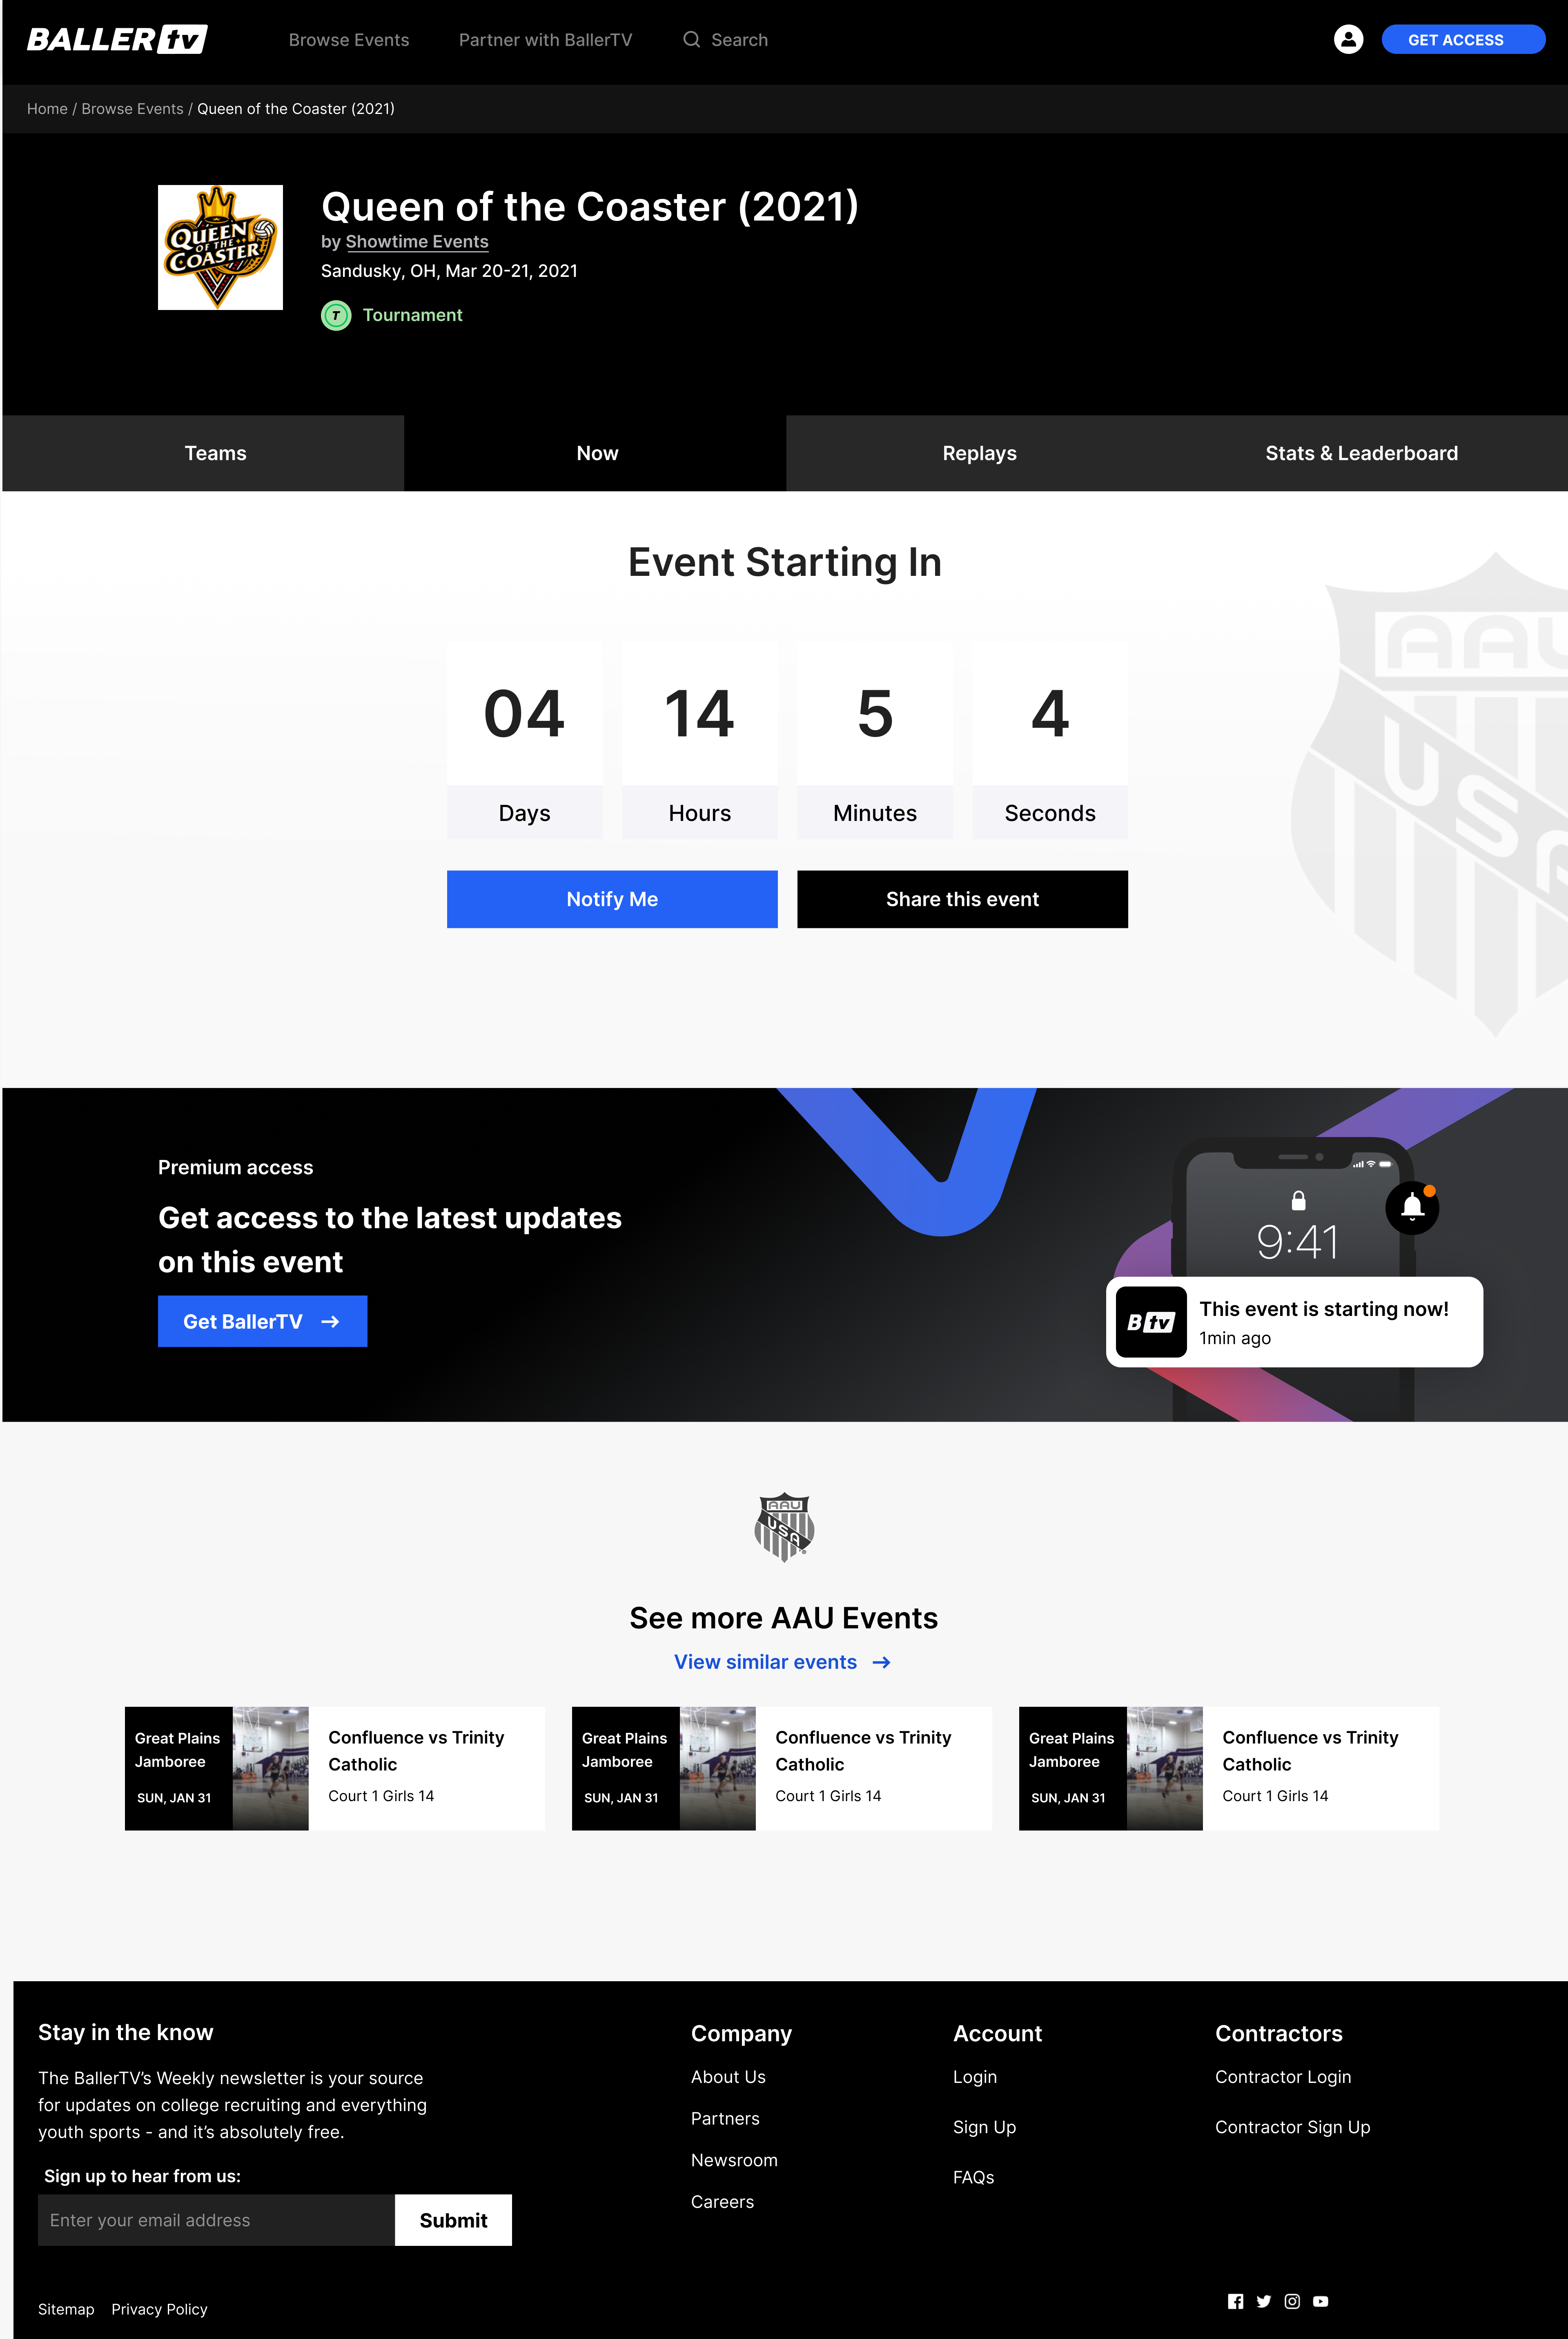 BALLER tv
Browse Events
Partner with BallerTV
Search
GET ACCESS
Home / Browse Events / Queen of the Coaster (2021)
QUEEN
OF THE
COASTER
Queen of the Coaster (2021)
by Showtime Events
Sandusky, OH, Mar 20-21, 2021
T
Tournament
Teams
Now
Replays
Stats & Leaderboard
Event Starting In
04
14
5
4
Days
Hours
Minutes
Seconds
Notify Me
Share this event
AAU
USA
Premium access
Get access to the latest updates
on this event
Get BallerTV →
9:41
B tv
This event is starting now!
1min ago
AAU
USA
See more AAU Events
View similar events →
Great Plains
Jamboree
SUN, JAN 31
Confluence vs Trinity
Catholic
Court 1 Girls 14
Great Plains
Jamboree
SUN, JAN 31
Confluence vs Trinity
Catholic
Court 1 Girls 14
Great Plains
Jamboree
SUN, JAN 31
Confluence vs Trinity
Catholic
Court 1 Girls 14
Stay in the know
The BallerTV’s Weekly newsletter is your source
for updates on college recruiting and everything
youth sports - and it’s absolutely free.
Sign up to hear from us:
Enter your email address
Submit
Company
About Us
Partners
Newsroom
Careers
Account
Login
Sign Up
FAQs
Contractors
Contractor Login
Contractor Sign Up
Sitemap
Privacy Policy